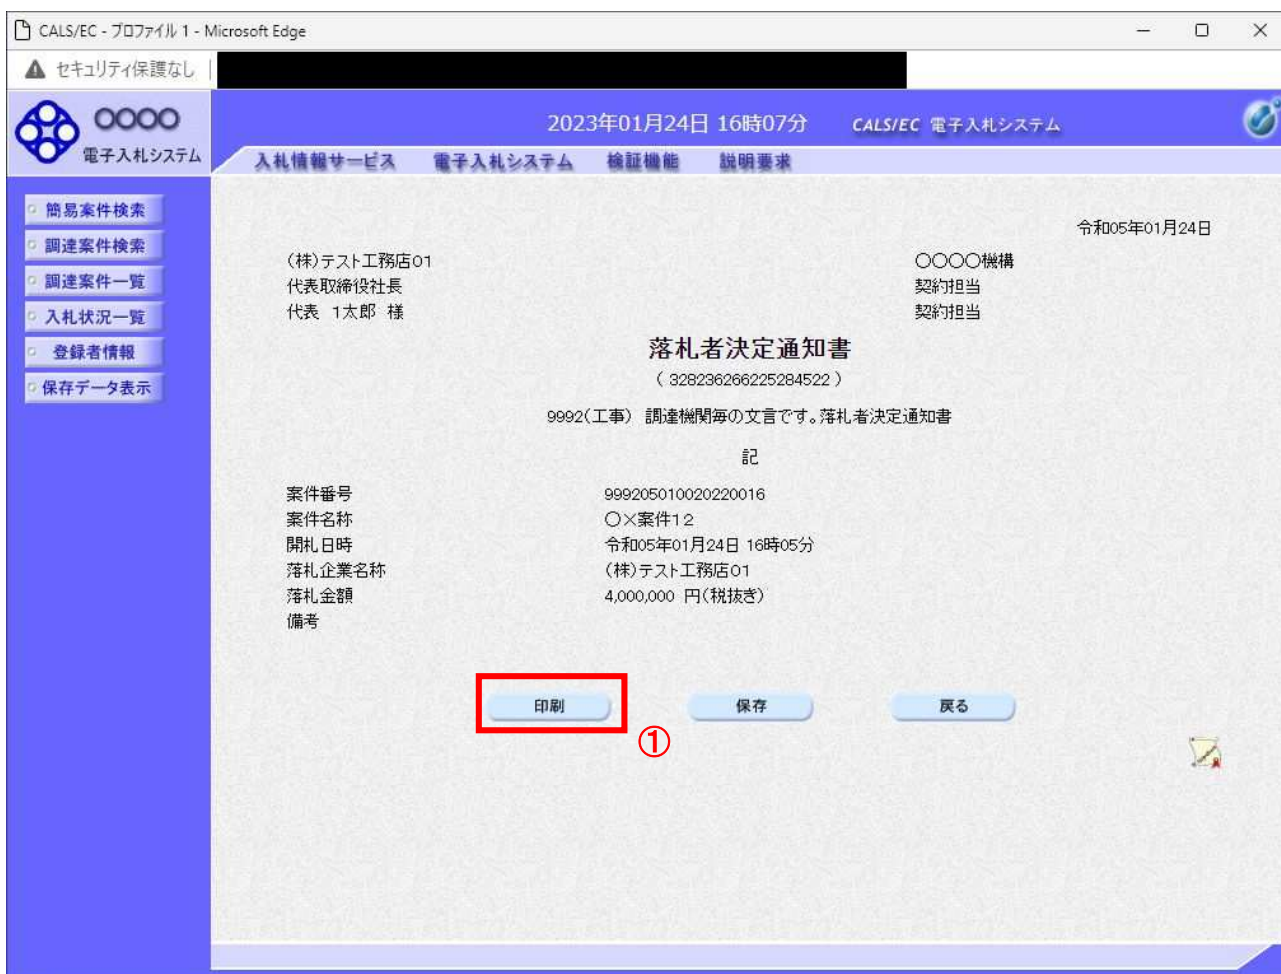 CALS/EC - プロファイル 1 - Microsoft Edge
セキュリティ保護なし
〇〇〇〇
電子入札システム
2023年01月24日 16時07分 CALS/EC 電子入札システム
入札情報サービス 電子入札システム 検証機能 説明要求
簡易案件検索
調達案件検索
調達案件一覧
入札状況一覧
登録者情報
保存データ表示
令和05年01月24日
(株)テスト工務店01 〇〇〇〇機構
代表取締役社長 契約担当
代表 1太郎 様 契約担当
落札者決定通知書
( 328236266225284522 )
9992(工事) 調達機関毎の文言です。落札者決定通知書
記
案件番号 999205010020220016
案件名称 〇×案件12
開札日時 令和05年01月24日 16時05分
落札企業名称 (株)テスト工務店01
落札金額 4,000,000 円(税抜き)
備考
印刷 保存 戻る
①